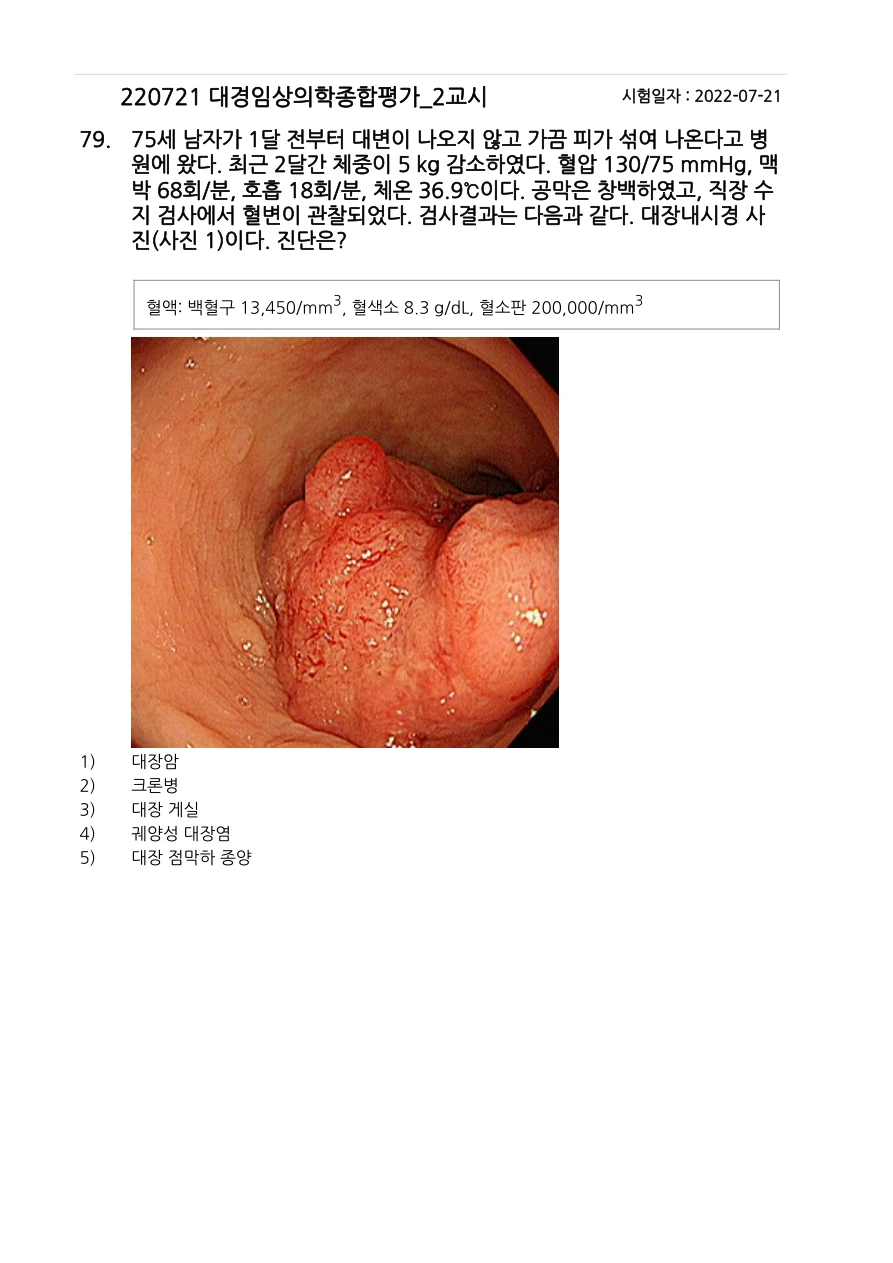 220721 대경임상의학종합평가_2교시
시험일자 : 2022-07-21
79. 75세 남자가 1달 전부터 대변이 나오지 않고 가끔 피가 섞여 나온다고 병
원에 왔다. 최근 2달간 체중이 5 kg 감소하였다. 혈압 130/75 mmHg, 맥
박 68회/분, 호흡 18회/분, 체온 36.9℃이다. 공막은 창백하였고, 직장 수
지 검사에서 혈변이 관찰되었다. 검사결과는 다음과 같다. 대장내시경 사
진(사진 1)이다. 진단은?
혈액: 백혈구 13,450/mm³, 혈색소 8.3 g/dL, 혈소판 200,000/mm³
1) 대장암
2) 크론병
3) 대장 게실
4) 궤양성 대장염
5) 대장 점막하 종양